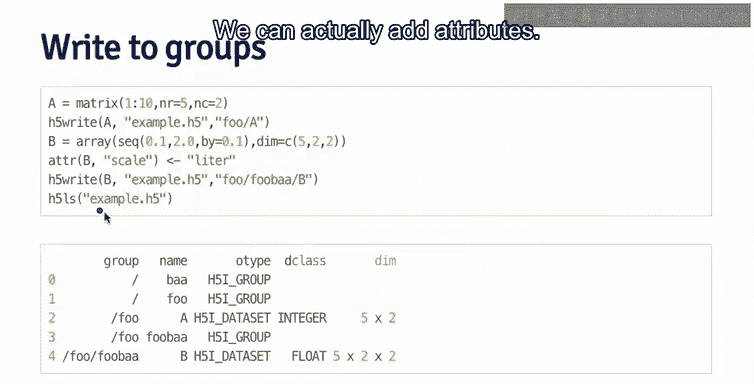 We can actually add attributes.
Write to groups
A = matrix(1:10,nr=5,nc=2)
h5write(A, "example.h5","foo/A")
B = array(seq(0.1,2.0,by=0.1),dim=c(5,2,2))
attr(B, "scale") <- "liter"
h5write(B, "example.h5","foo/foobaa/B")
h5ls("example.h5")
group name otype dclass dim
0 / baa H5I_GROUP
1 / foo H5I_GROUP
2 /foo A H5I_DATASET INTEGER 5 x 2
3 /foo foobaa H5I_GROUP
4 /foo/foobaa B H5I_DATASET FLOAT 5 x 2 x 2